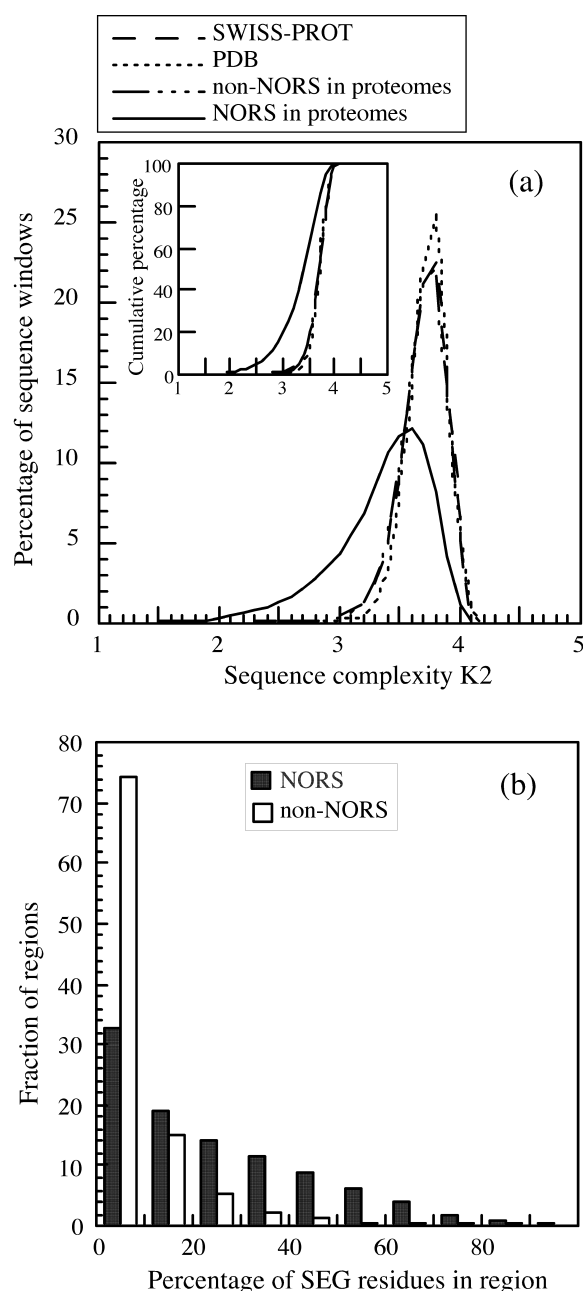 SWISS-PROT
PDB
non-NORS in proteomes
NORS in proteomes
(a)
Percentage of sequence windows
30
25
20
15
10
5
0
Cumulative percentage
100
80
60
40
20
0
1 2 3 4 5
1 2 3 4 5
Sequence complexity K2
(b)
NORS
non-NORS
Fraction of regions
80
70
60
50
40
30
20
10
0
0 20 40 60 80
Percentage of SEG residues in region